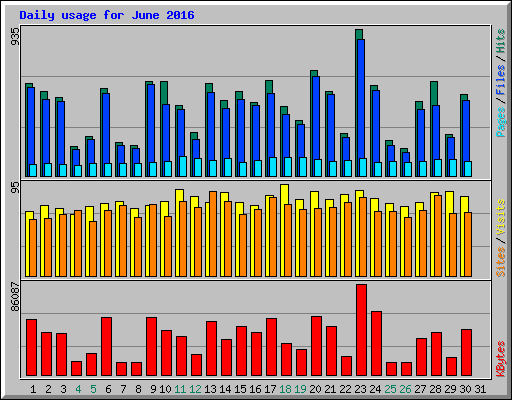 Daily usage for June 2016
935
Pages / Files / Hits
95
Sites / Visits
86087
KBytes
1 2 3 4 5 6 7 8 9 10 11 12 13 14 15 16 17 18 19 20 21 22 23 24 25 26 27 28 29 30 31